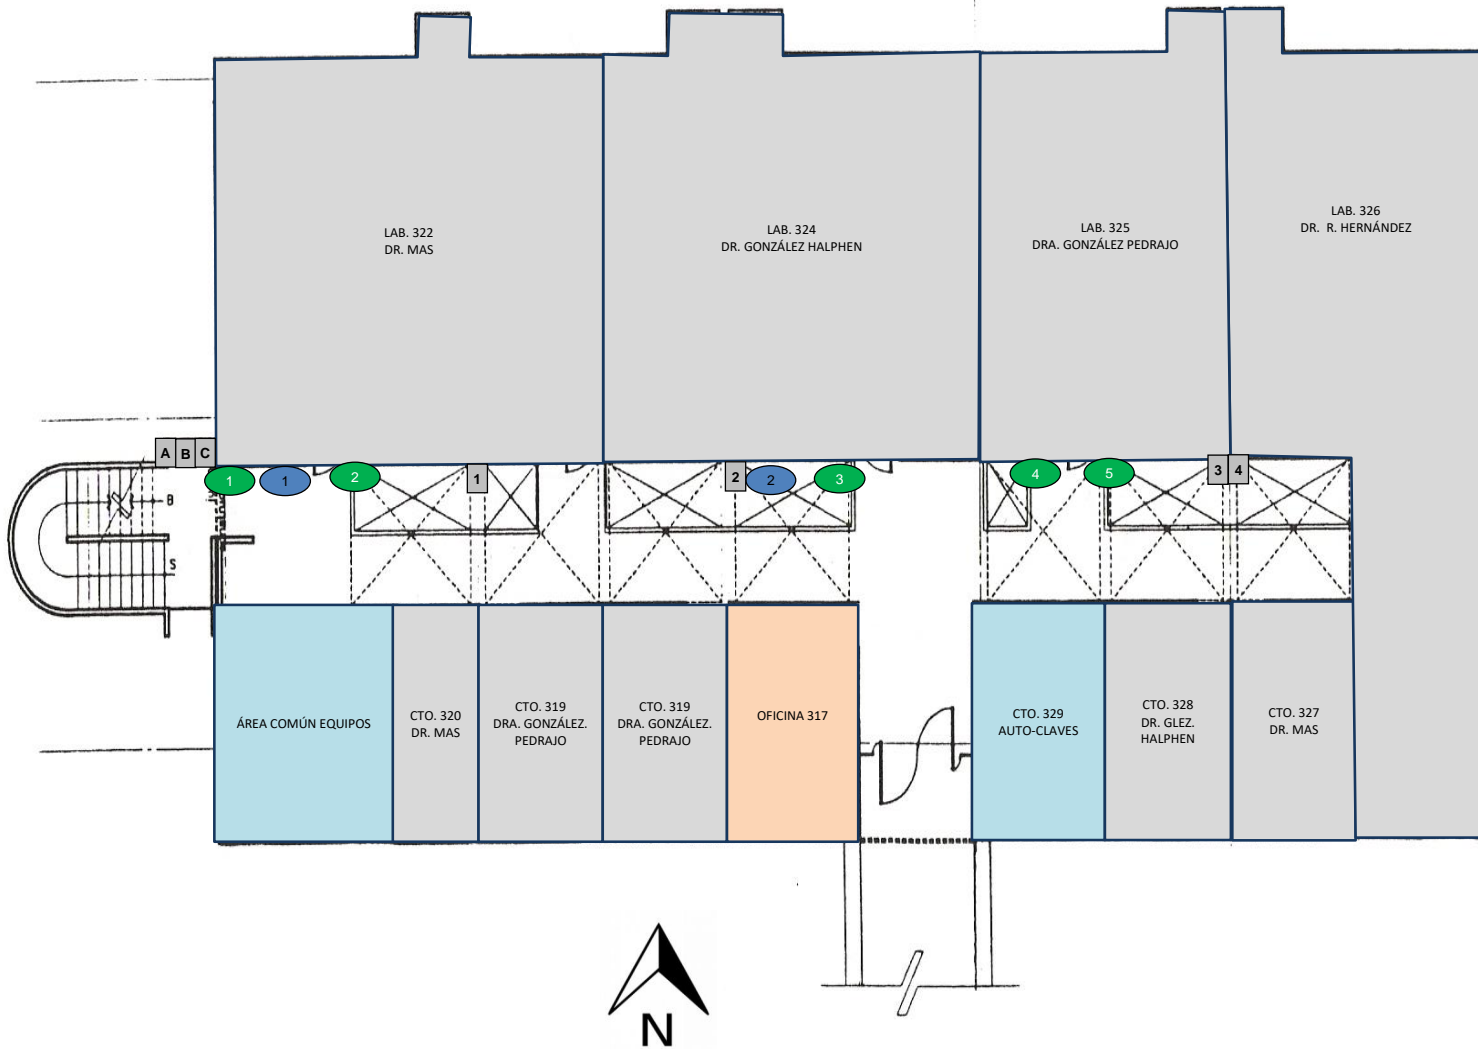 LAB. 322
DR. MAS
LAB. 324
DR. GONZÁLEZ HALPHEN
LAB. 325
DRA. GONZÁLEZ PEDRAJO
LAB. 326
DR. R. HERNÁNDEZ
A B C
1
1
2
1
2
2
3
4
5
3 4
B
S
ÁREA COMÚN EQUIPOS
CTO. 320
DR. MAS
CTO. 319
DRA. GONZÁLEZ.
PEDRAJO
CTO. 319
DRA. GONZÁLEZ.
PEDRAJO
OFICINA 317
CTO. 329
AUTO-CLAVES
CTO. 328
DR. GLEZ.
HALPHEN
CTO. 327
DR. MAS
N